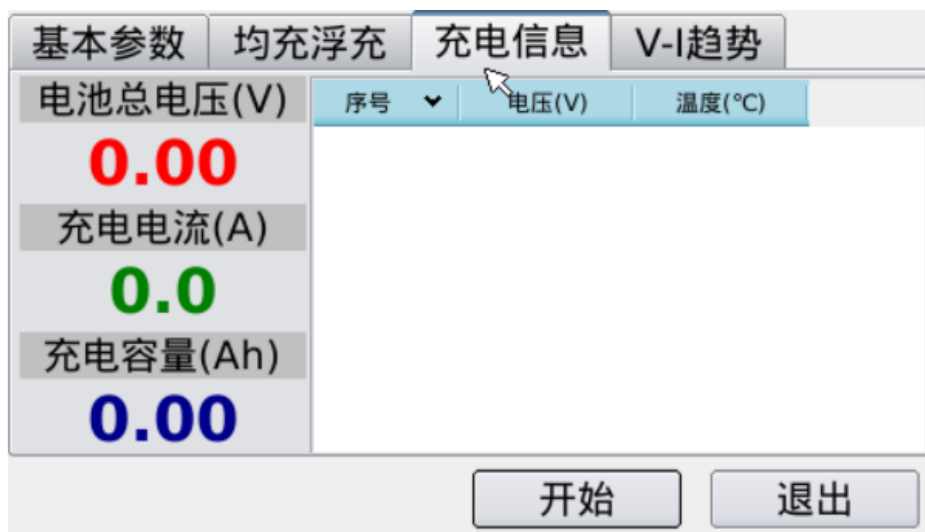 基本参数 均充浮充 充电信息 V-I趋势
电池总电压(V) 序号 电压(V) 温度(℃)
0.00
充电电流(A)
0.0
充电容量(Ah)
0.00
开始 退出